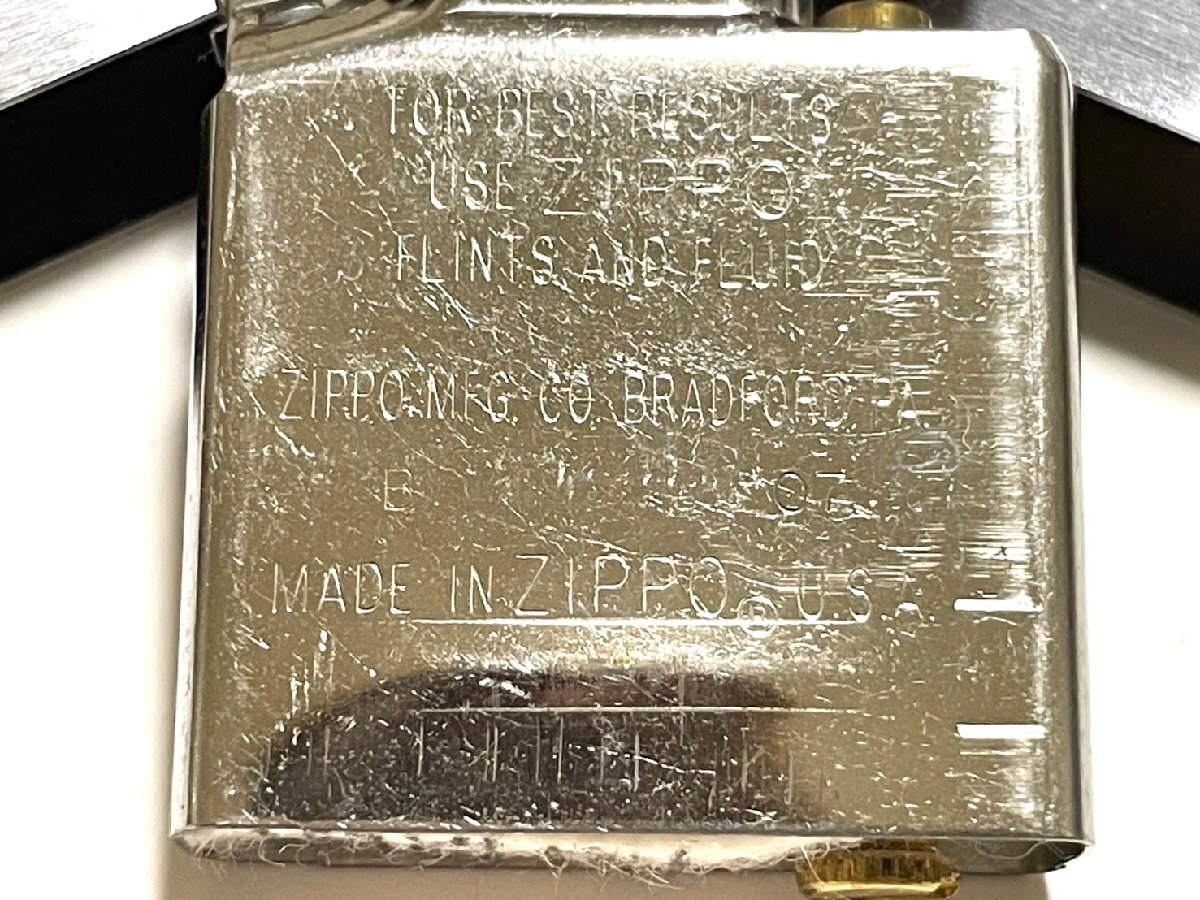 FOR BEST RESULTS
USE ZIPPO
FLINTS AND FLUID
ZIPPO MFG. CO. BRADFORD PA
E 07
MADE IN ZIPPO ® U.S.A